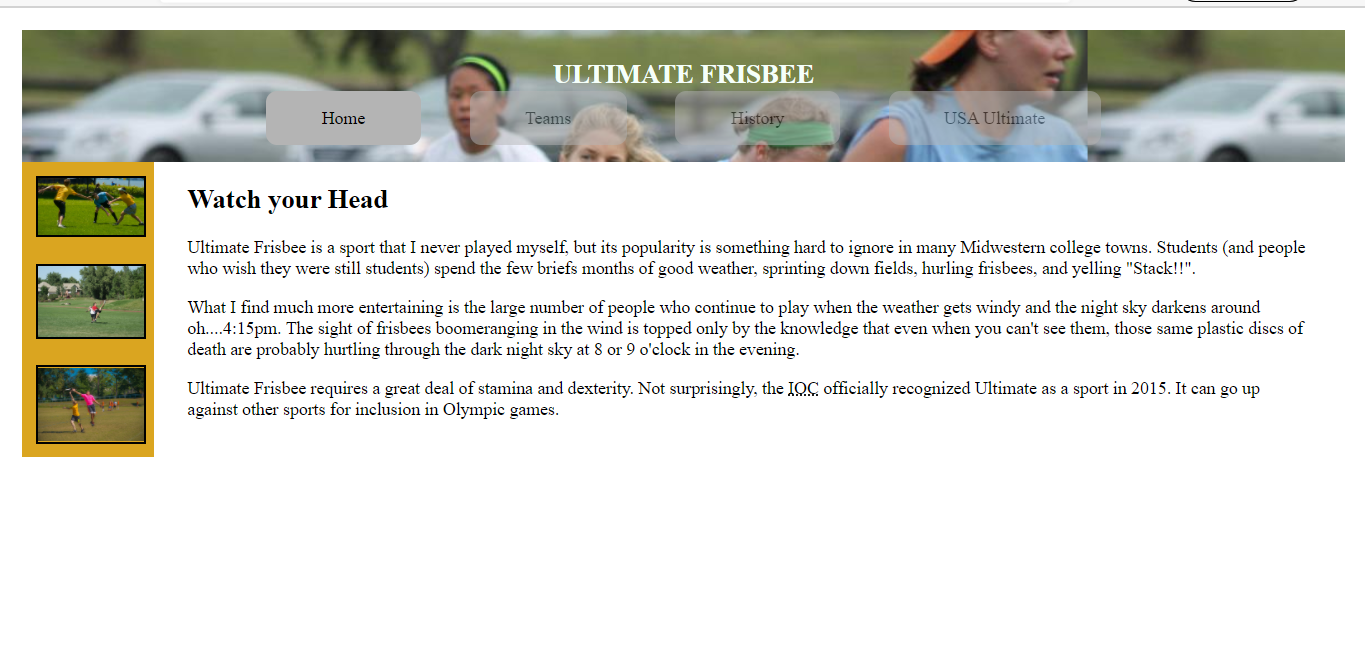 ULTIMATE FRISBEE
Home Teams History USA Ultimate
Watch your Head
Ultimate Frisbee is a sport that I never played myself, but its popularity is something hard to ignore in many Midwestern college towns. Students (and people
who wish they were still students) spend the few briefs months of good weather, sprinting down fields, hurling frisbees, and yelling "Stack!!".
What I find much more entertaining is the large number of people who continue to play when the weather gets windy and the night sky darkens around
oh....4:15pm. The sight of frisbees boomeranging in the wind is topped only by the knowledge that even when you can't see them, those same plastic discs of
death are probably hurtling through the dark night sky at 8 or 9 o'clock in the evening.
Ultimate Frisbee requires a great deal of stamina and dexterity. Not surprisingly, the IOC officially recognized Ultimate as a sport in 2015. It can go up
against other sports for inclusion in Olympic games.